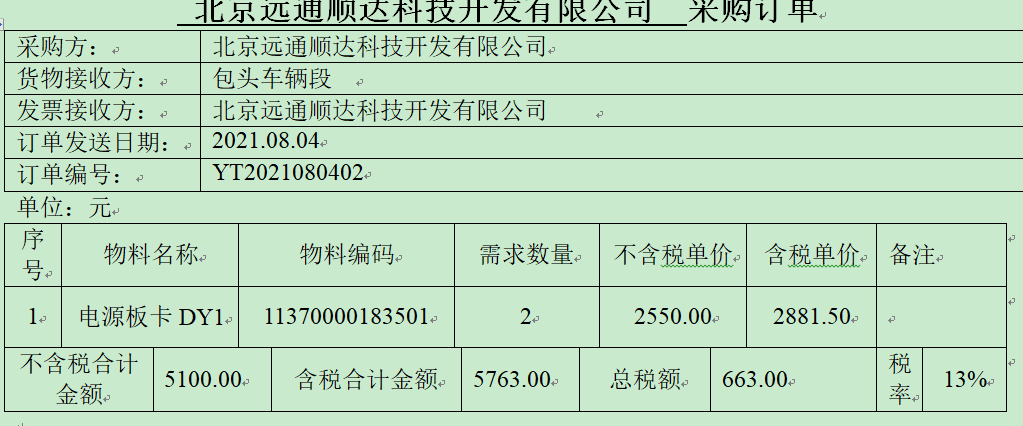 北京远通顺达科技开发有限公司 采购订单
采购方： 北京远通顺达科技开发有限公司
货物接收方： 包头车辆段
发票接收方： 北京远通顺达科技开发有限公司
订单发送日期： 2021.08.04
订单编号： YT2021080402
单位：元
序号 物料名称 物料编码 需求数量 不含税单价 含税单价 备注
1 电源板卡 DY1 11370000183501 2 2550.00 2881.50
不含税合计金额 5100.00 含税合计金额 5763.00 总税额 663.00 税率 13%